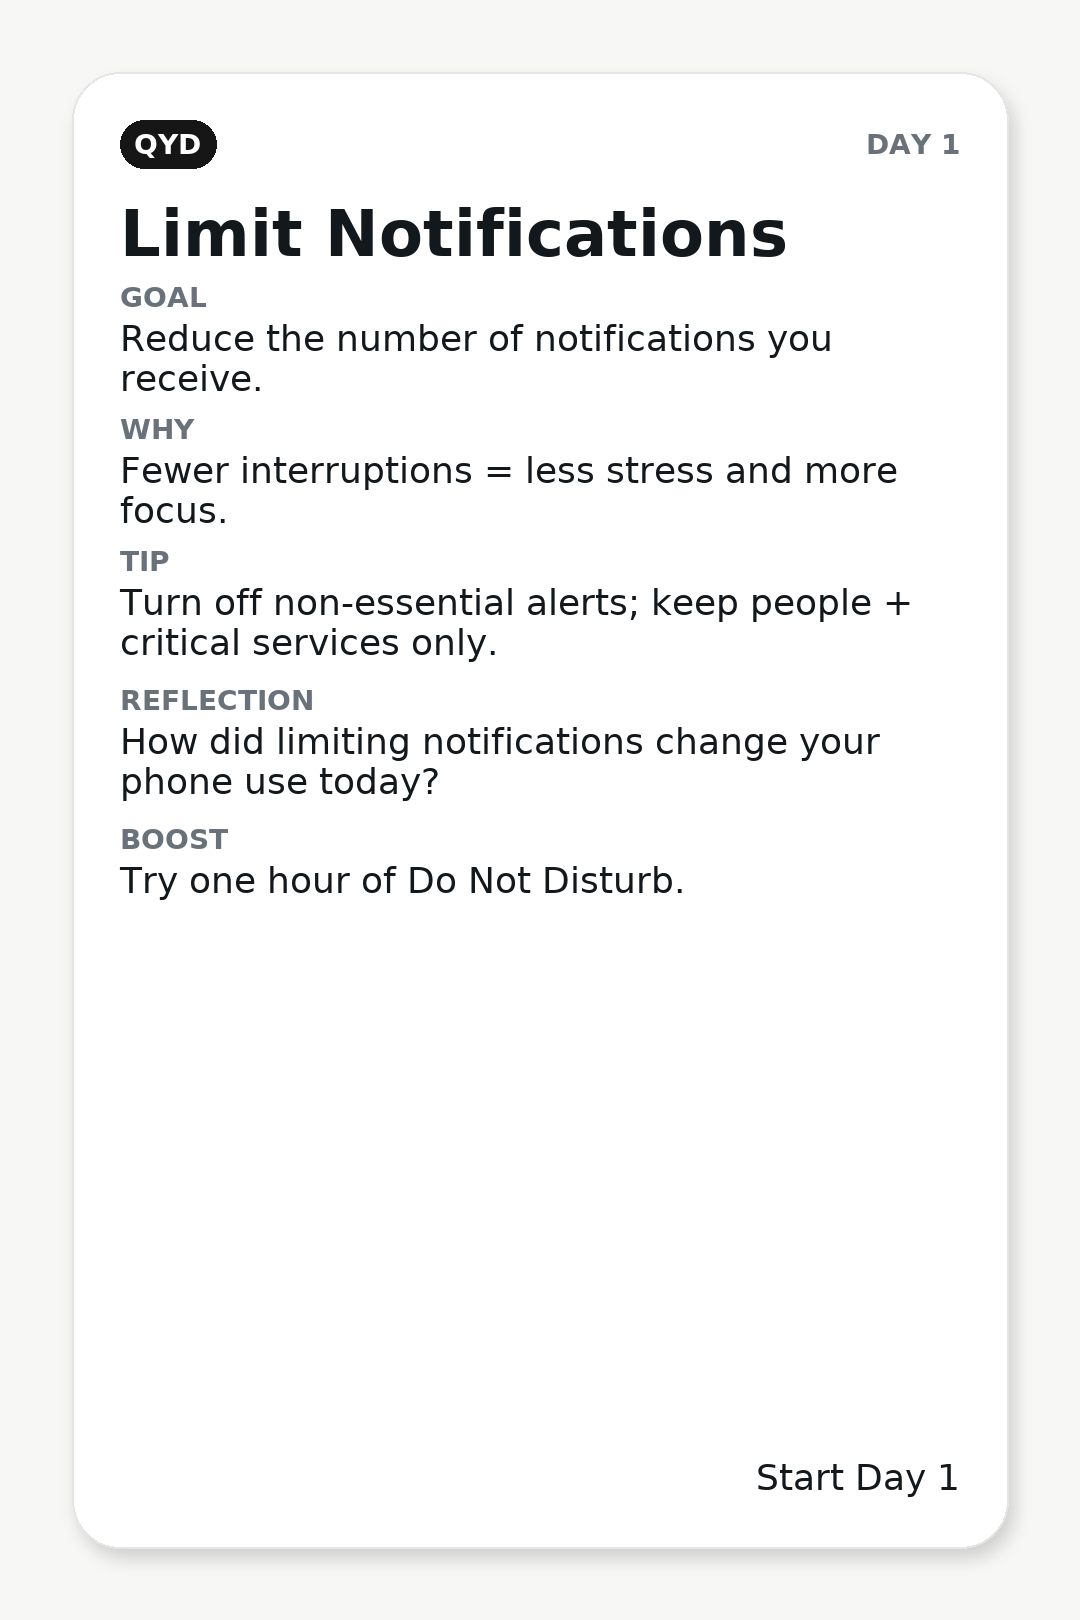 QYD
DAY 1
Limit Notifications
GOAL
Reduce the number of notifications you
receive.
WHY
Fewer interruptions = less stress and more
focus.
TIP
Turn off non-essential alerts; keep people +
critical services only.
REFLECTION
How did limiting notifications change your
phone use today?
BOOST
Try one hour of Do Not Disturb.
Start Day 1